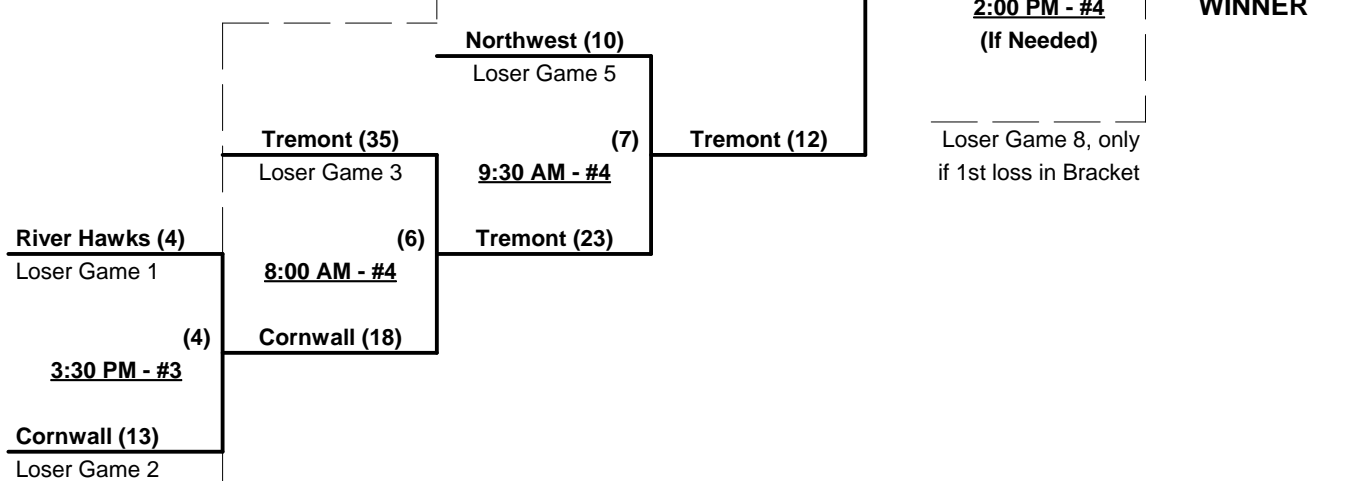 2:00 PM - #4
WINNER
(If Needed)
Northwest (10)
Loser Game 5
Tremont (35)
(7)
Tremont (12)
Loser Game 8, only
Loser Game 3
9:30 AM - #4
if 1st loss in Bracket
River Hawks (4)
(6)
Tremont (23)
Loser Game 1
8:00 AM - #4
(4)
Cornwall (18)
3:30 PM - #3
Cornwall (13)
Loser Game 2